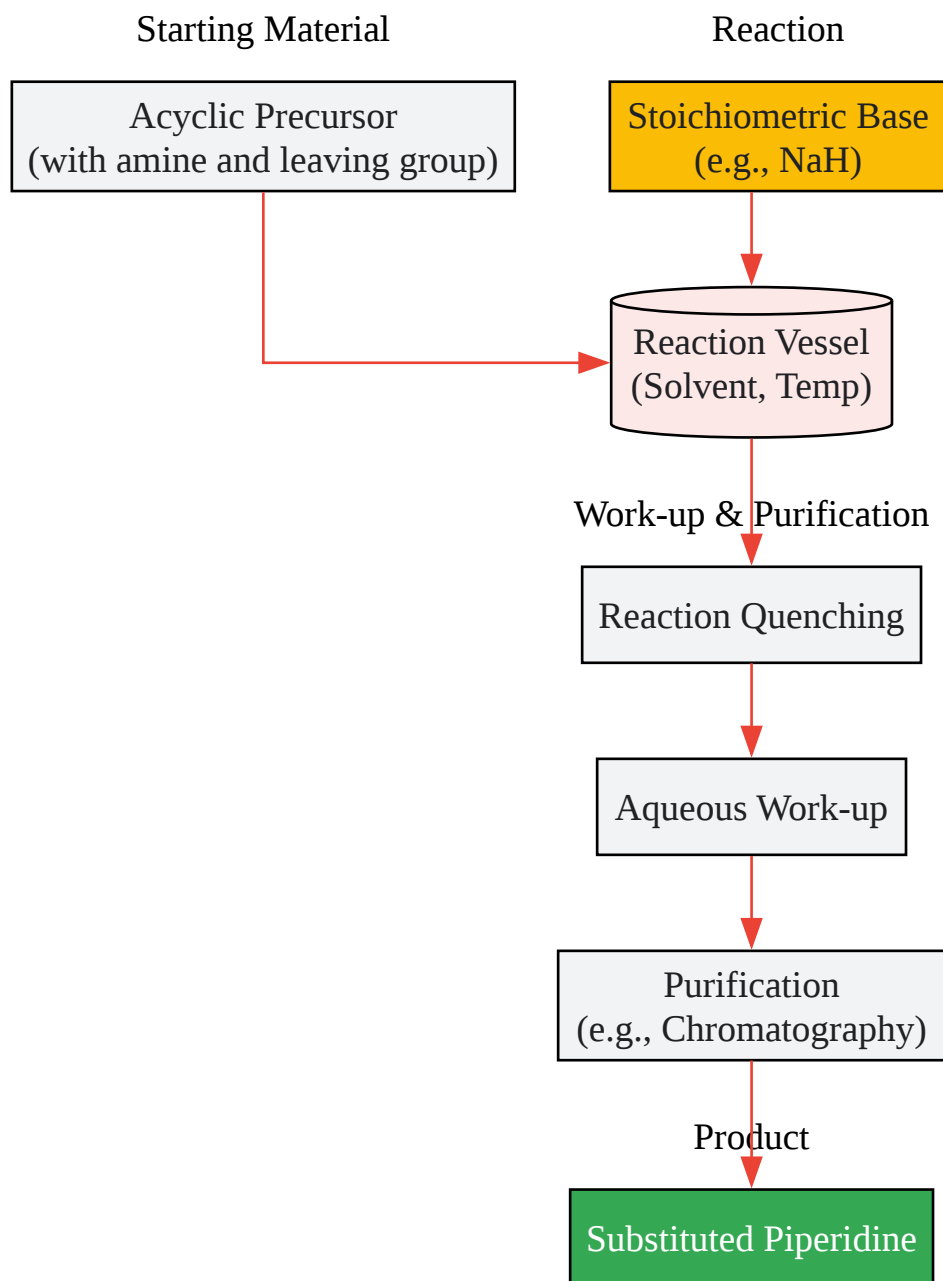 Starting Material
Reaction
Acyclic Precursor
(with amine and leaving group)
Stoichiometric Base
(e.g., NaH)
Reaction Vessel
(Solvent, Temp)
Work-up & Purification
Reaction Quenching
Aqueous Work-up
Purification
(e.g., Chromatography)
Product
Substituted Piperidine